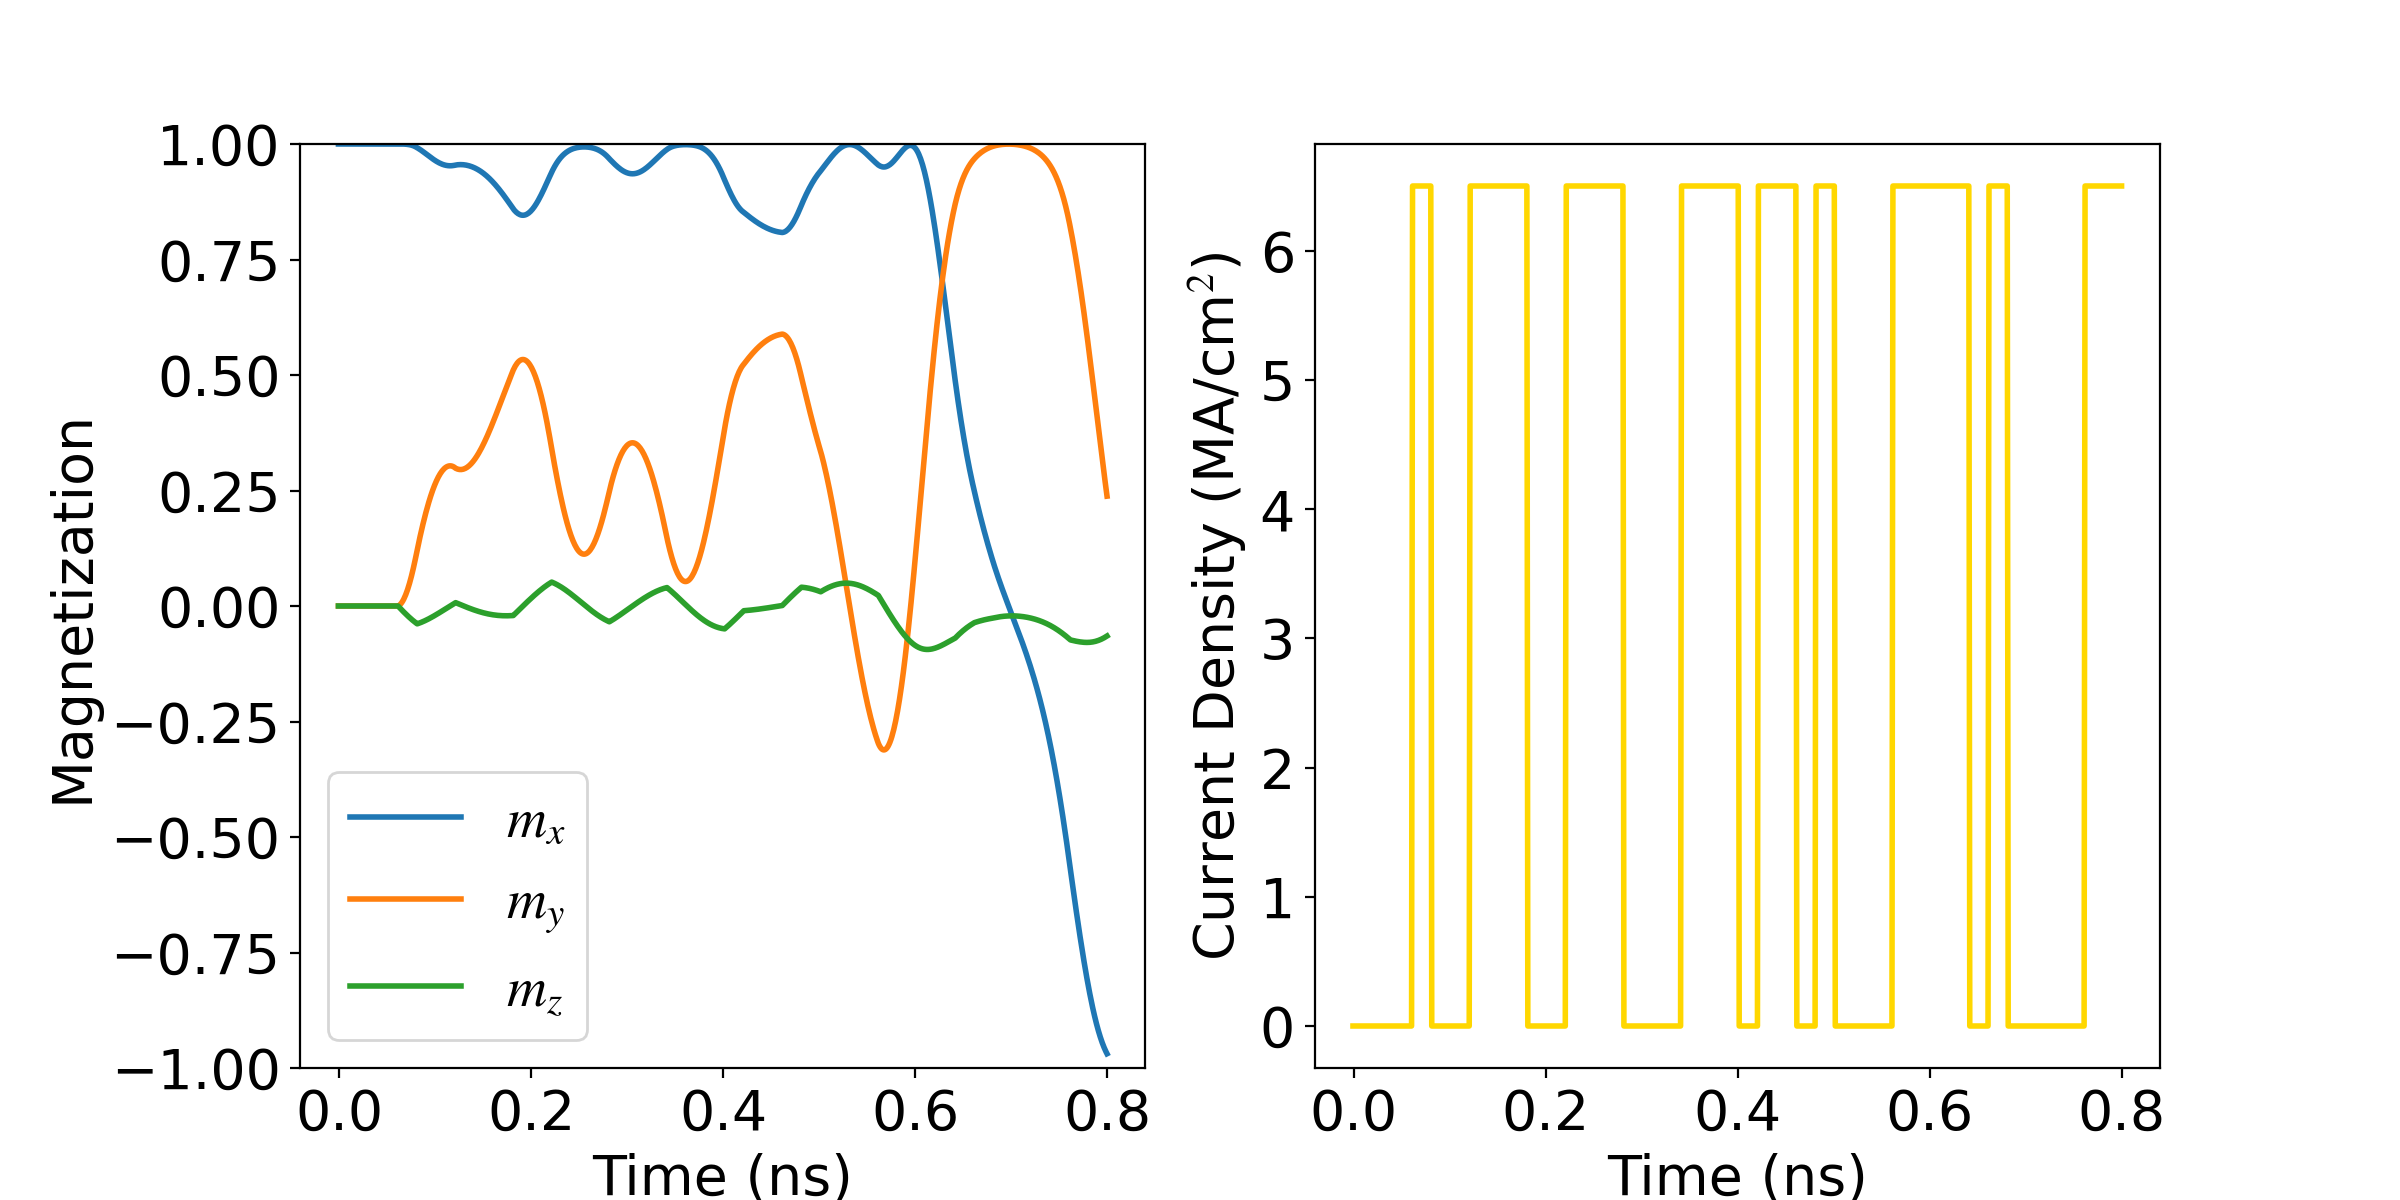 Magnetization
1.00
0.75
0.50
0.25
0.00
−0.25
−0.50
−0.75
−1.00
m_x
m_y
m_z
0.0 0.2 0.4 0.6 0.8
Time (ns)
Current Density (MA/cm²)
6
5
4
3
2
1
0
0.0 0.2 0.4 0.6 0.8
Time (ns)